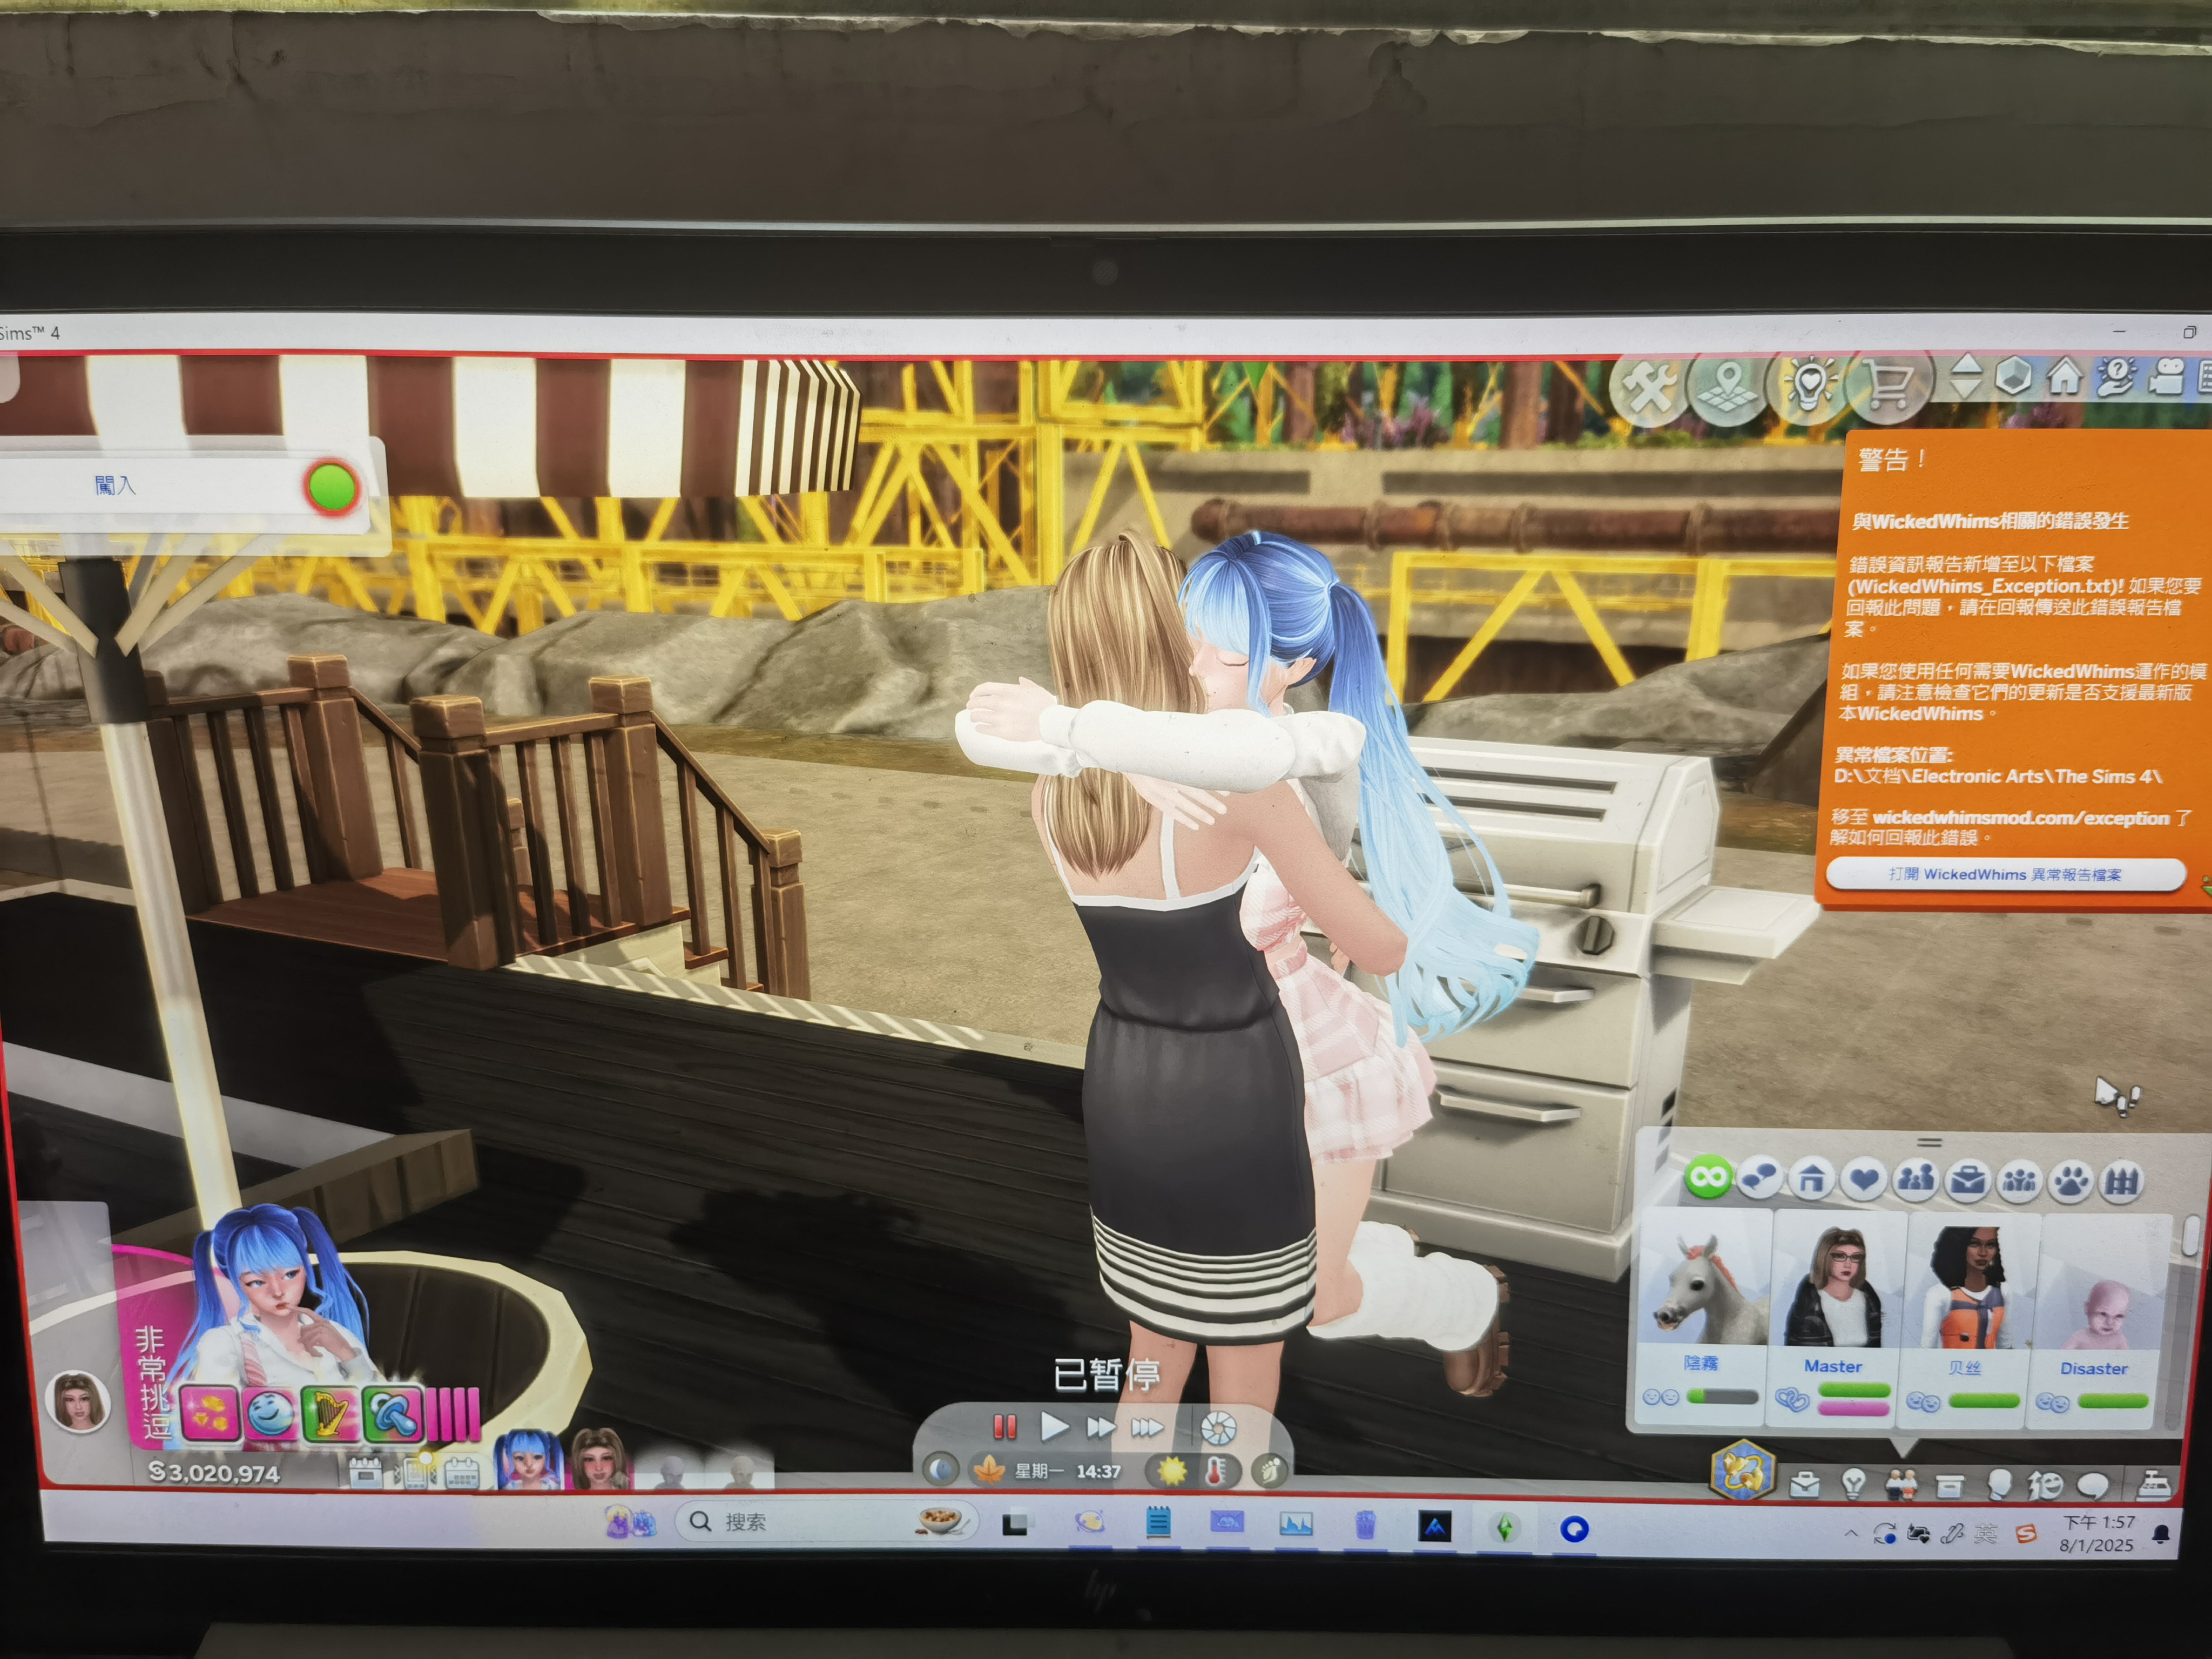 Sims™ 4
闖入
警告！
與WickedWhims相關的錯誤發生
錯誤資訊報告新增至以下檔案
(WickedWhims_Exception.txt)! 如果您要
回報此問題，請在回報傳送此錯誤報告檔
案。
如果您使用任何需要WickedWhims運作的模
組，請注意檢查它們的更新是否支援最新版
本WickedWhims。
異常檔案位置:
D:\文档\Electronic Arts\The Sims 4\
移至 wickedwhimsmod.com/exception 了
解如何回報此錯誤。
打開 WickedWhims 異常報告檔案
陰霧
Master
贝丝
Disaster
非常挑逗
已暫停
§3,020,974
星期一 14:37
搜索
英
下午 1:57
8/1/2025
hp